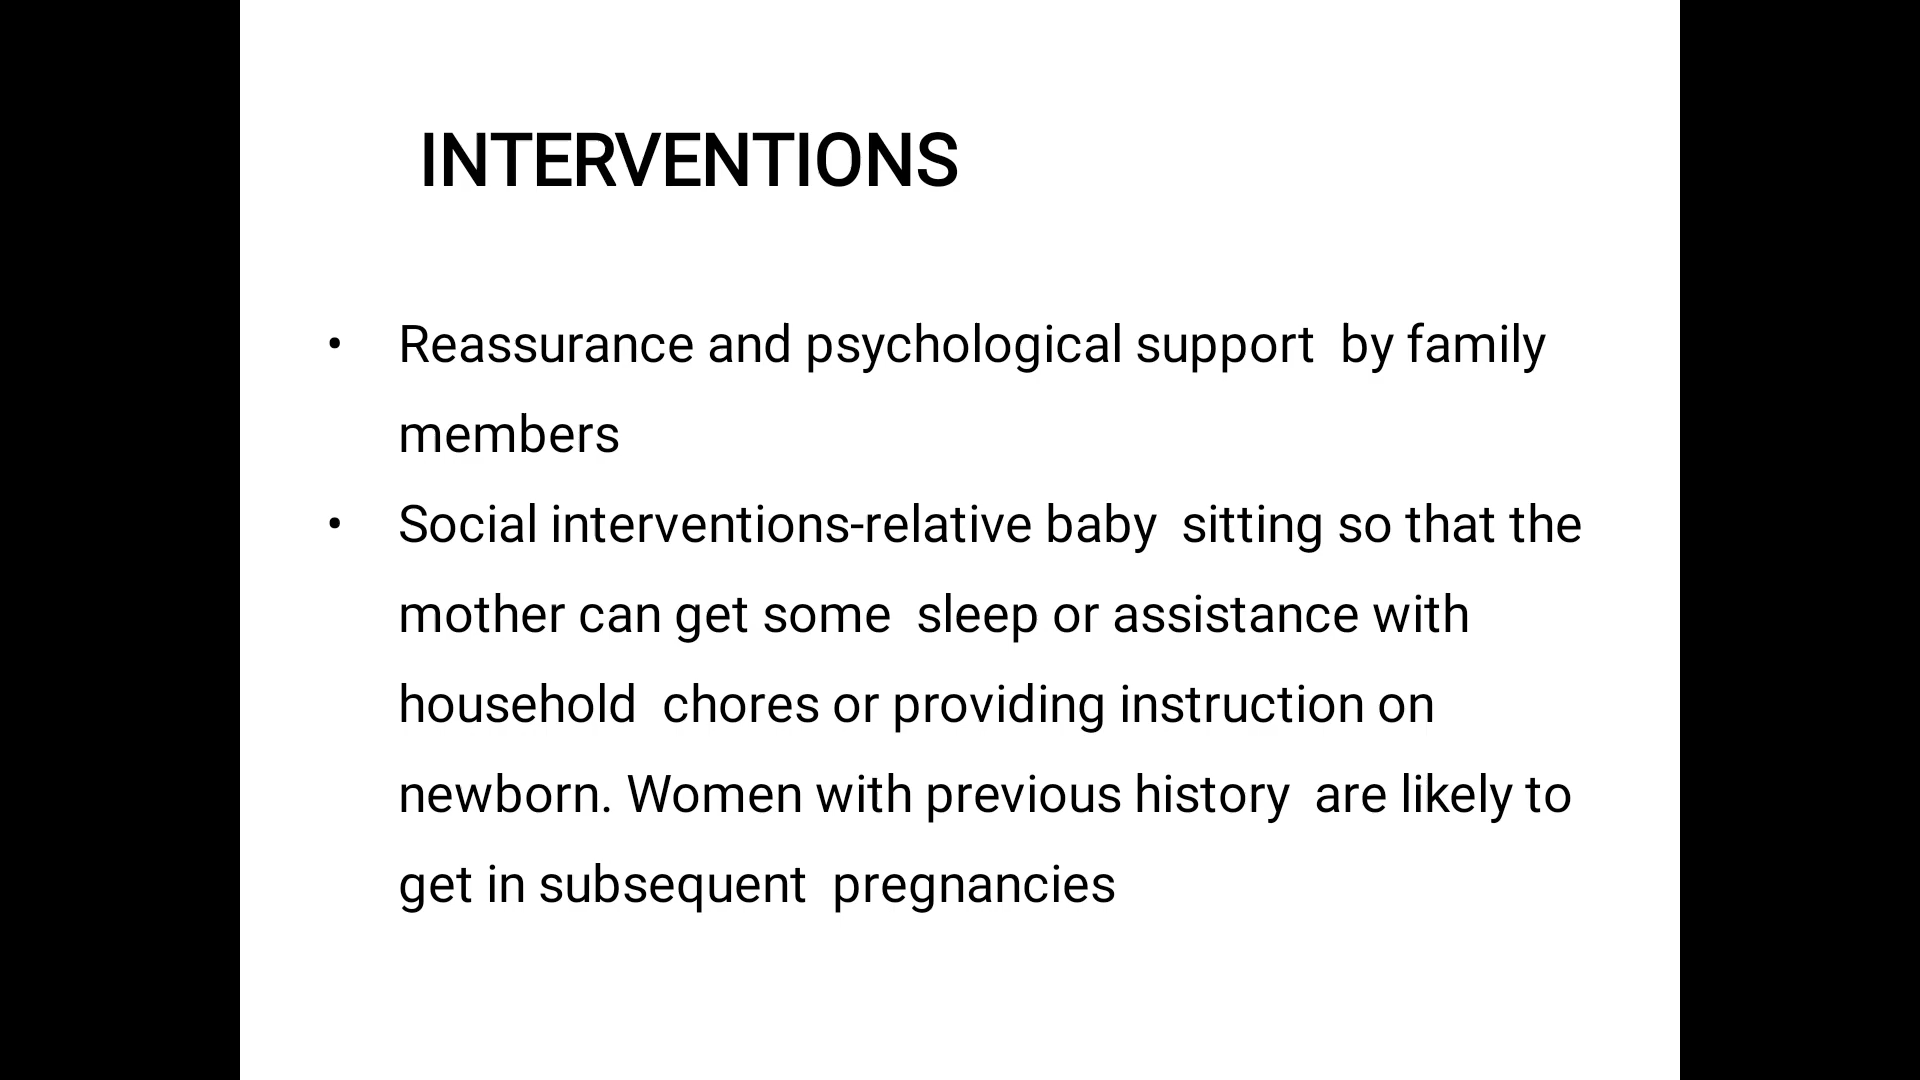 INTERVENTIONS
• Reassurance and psychological support  by family
members
• Social interventions-relative baby  sitting so that the
mother can get some  sleep or assistance with
household  chores or providing instruction on
newborn. Women with previous history  are likely to
get in subsequent  pregnancies